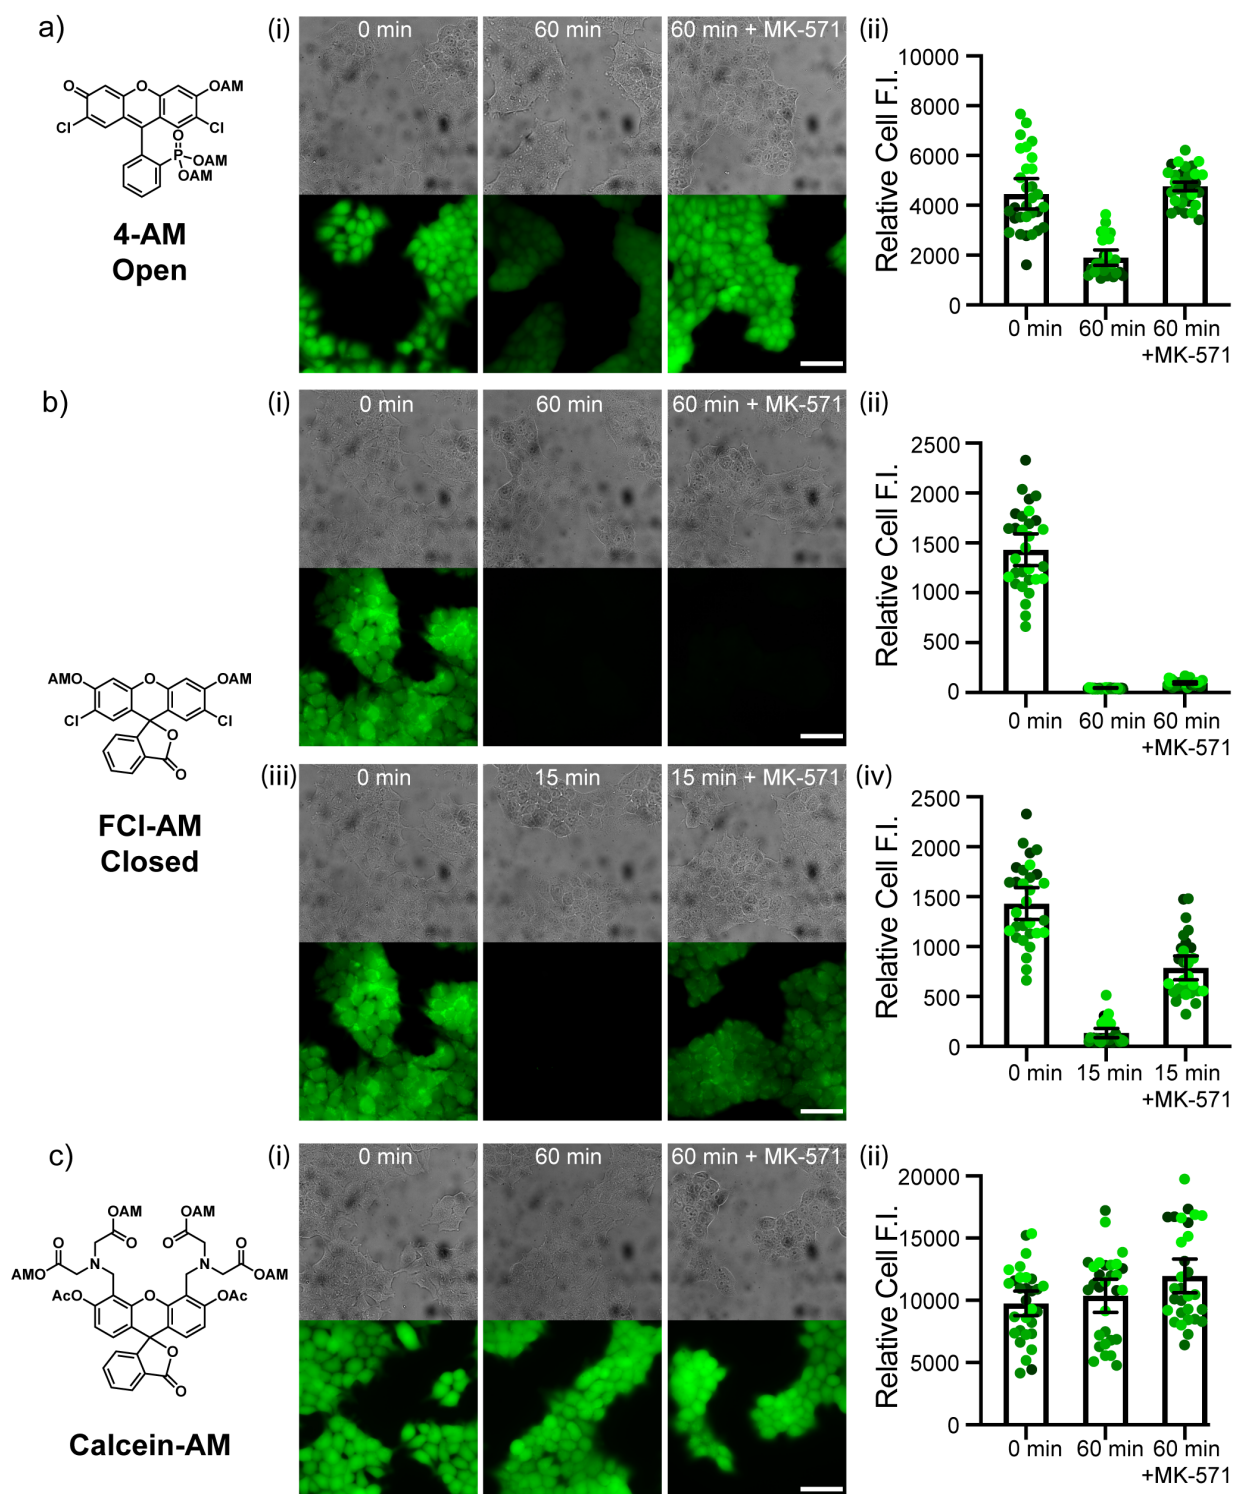 a)
(i)
0 min
60 min
60 min + MK-571
(ii)
O
O
OAM
Cl
Cl
O
P
OAM
OAM
4-AM
Open
Relative Cell F.I.
10000
8000
6000
4000
2000
0
0 min
60 min
60 min
+MK-571
b)
(i)
0 min
60 min
60 min + MK-571
(ii)
Relative Cell F.I.
2500
2000
1500
1000
500
0
0 min
60 min
60 min
+MK-571
AMO
O
OAM
Cl
Cl
O
O
FCl-AM
Closed
(iii)
0 min
15 min
15 min + MK-571
(iv)
Relative Cell F.I.
2500
2000
1500
1000
500
0
0 min
15 min
15 min
+MK-571
c)
(i)
0 min
60 min
60 min + MK-571
(ii)
OAM
OAM
O
O
O
N
N
O
AMO
OAM
AcO
O
OAc
O
O
Calcein-AM
Relative Cell F.I.
20000
15000
10000
5000
0
0 min
60 min
60 min
+MK-571